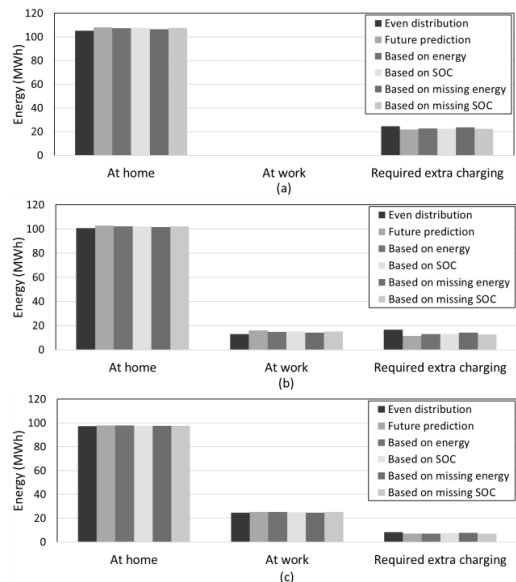 120
100
80
60
40
20
0
Energy (MWh)
Even distribution
Future prediction
Based on energy
Based on SOC
Based on missing energy
Based on missing SOC
At home At work Required extra charging
(a)
120
100
80
60
40
20
0
Energy (MWh)
Even distribution
Future prediction
Based on energy
Based on SOC
Based on missing energy
Based on missing SOC
At home At work Required extra charging
(b)
120
100
80
60
40
20
0
Energy (MWh)
Even distribution
Future prediction
Based on energy
Based on SOC
Based on missing energy
Based on missing SOC
At home At work Required extra charging
(c)